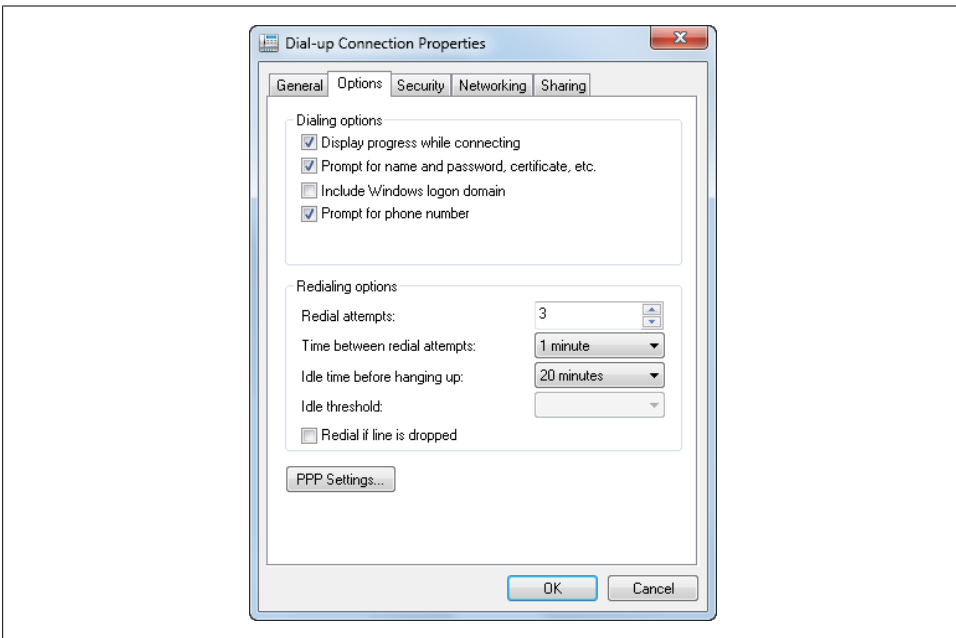 Dial-up Connection Properties
General Options Security Networking Sharing
Dialing options
Display progress while connecting
Prompt for name and password, certificate, etc.
Include Windows logon domain
Prompt for phone number
Redialing options
Redial attempts: 3
Time between redial attempts: 1 minute
Idle time before hanging up: 20 minutes
Idle threshold:
Redial if line is dropped
PPP Settings...
OK Cancel